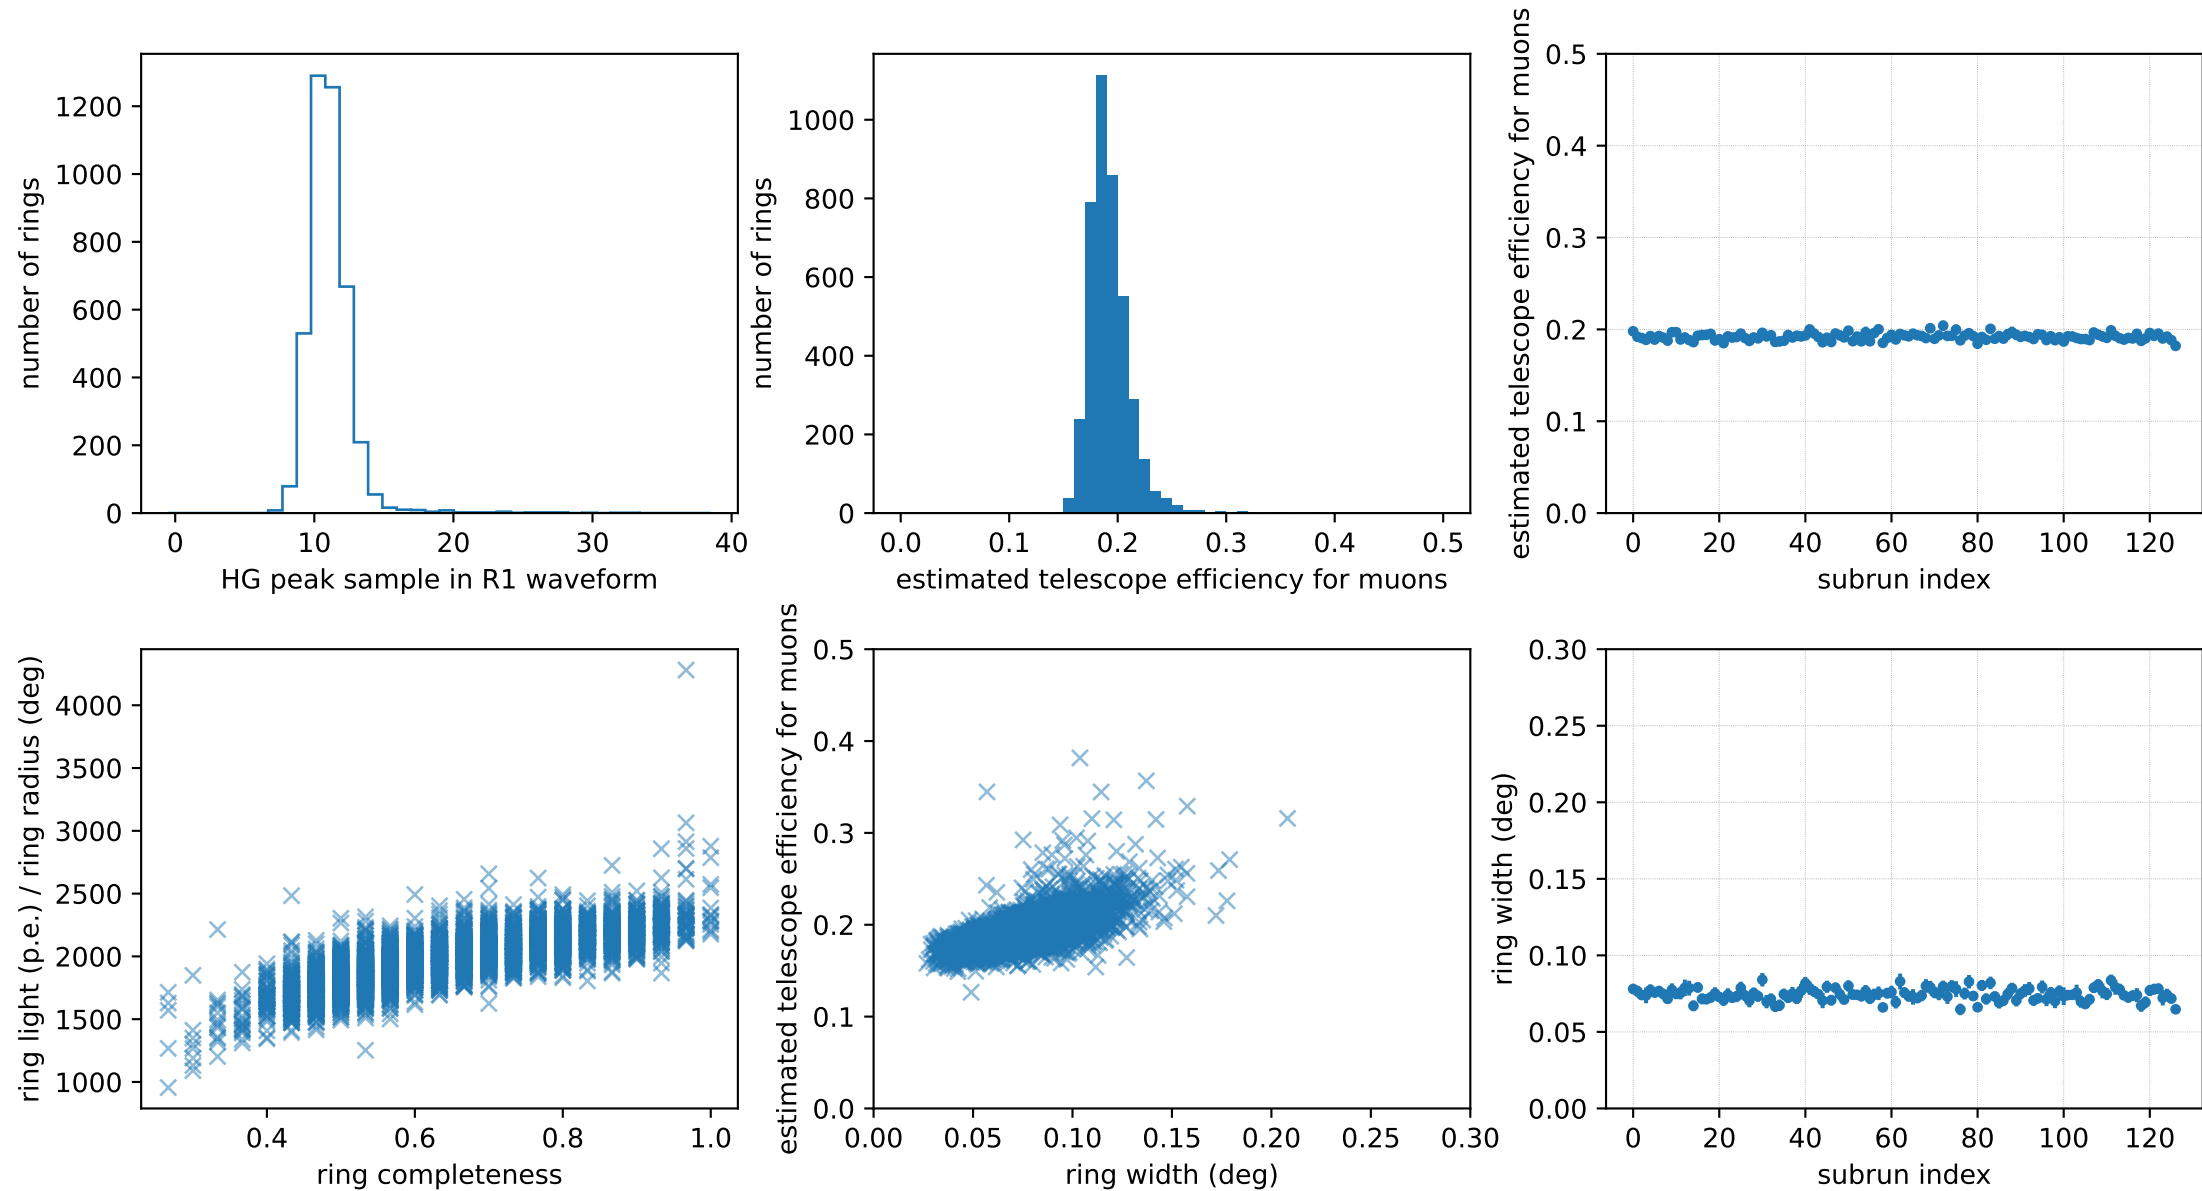 number of rings
1200
1000
800
600
400
200
0
0 10 20 30 40
HG peak sample in R1 waveform
number of rings
1000
800
600
400
200
0
0.0 0.1 0.2 0.3 0.4 0.5
estimated telescope efficiency for muons
estimated telescope efficiency for muons
0.5
0.4
0.3
0.2
0.1
0.0
0 20 40 60 80 100 120
subrun index
ring light (p.e.) / ring radius (deg)
4000
3500
3000
2500
2000
1500
1000
0.4 0.6 0.8 1.0
ring completeness
estimated telescope efficiency for muons
0.5
0.4
0.3
0.2
0.1
0.0
0.00 0.05 0.10 0.15 0.20 0.25 0.30
ring width (deg)
ring width (deg)
0.30
0.25
0.20
0.15
0.10
0.05
0.00
0 20 40 60 80 100 120
subrun index